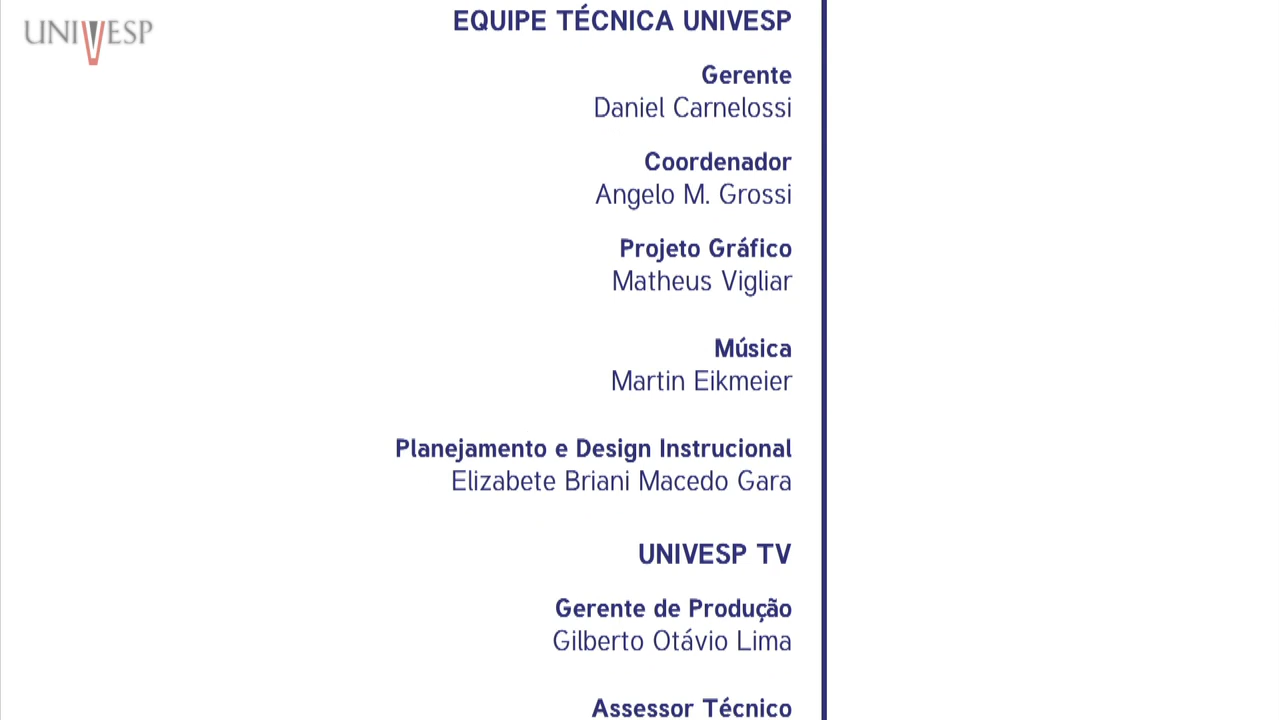 UNIVESP
EQUIPE TÉCNICA UNIVESP
Gerente
Daniel Carnelossi
Coordenador
Angelo M. Grossi
Projeto Gráfico
Matheus Vigliar
Música
Martin Eikmeier
Planejamento e Design Instrucional
Elizabete Briani Macedo Gara
UNIVESP TV
Gerente de Produção
Gilberto Otávio Lima
Assessor Técnico